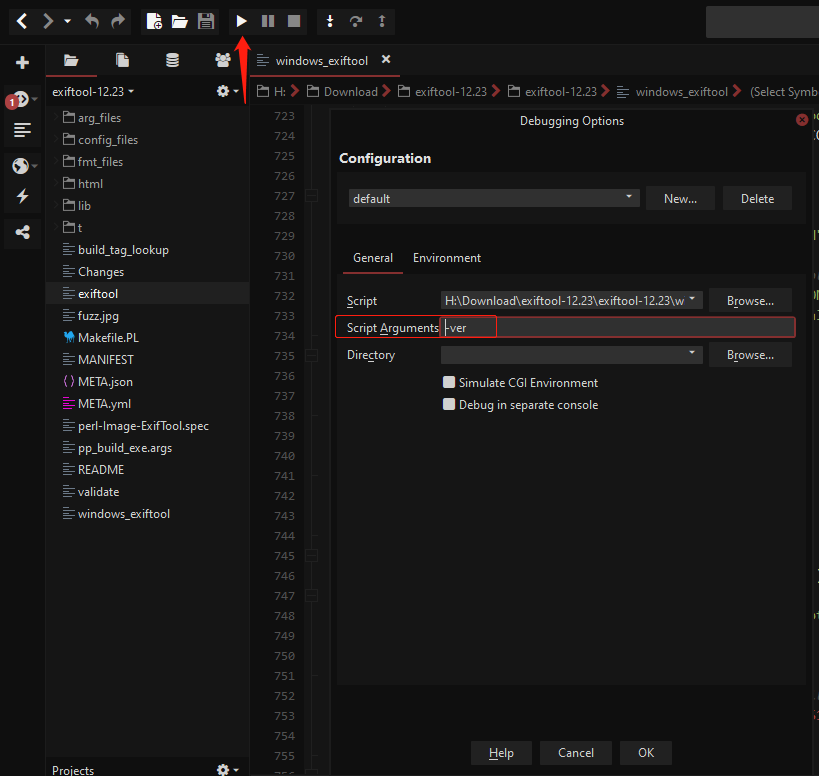 windows_exiftool
exiftool-12.23
H: Download exiftool-12.23 exiftool-12.23 windows_exiftool (Select Symb
1
arg_files
config_files
fmt_files
html
lib
t
build_tag_lookup
Changes
exiftool
fuzz.jpg
Makefile.PL
MANIFEST
META.json
META.yml
perl-Image-ExifTool.spec
pp_build_exe.args
README
validate
windows_exiftool
Projects
723
724
725
726
727
728
729
730
731
732
733
734
735
736
737
738
739
740
741
742
743
744
745
746
747
748
749
750
751
752
753
754
755
Debugging Options
Configuration
default
New...
Delete
General Environment
Script H:\Download\exiftool-12.23\exiftool-12.23\w Browse...
Script Arguments -ver
Directory Browse...
Simulate CGI Environment
Debug in separate console
Help Cancel OK